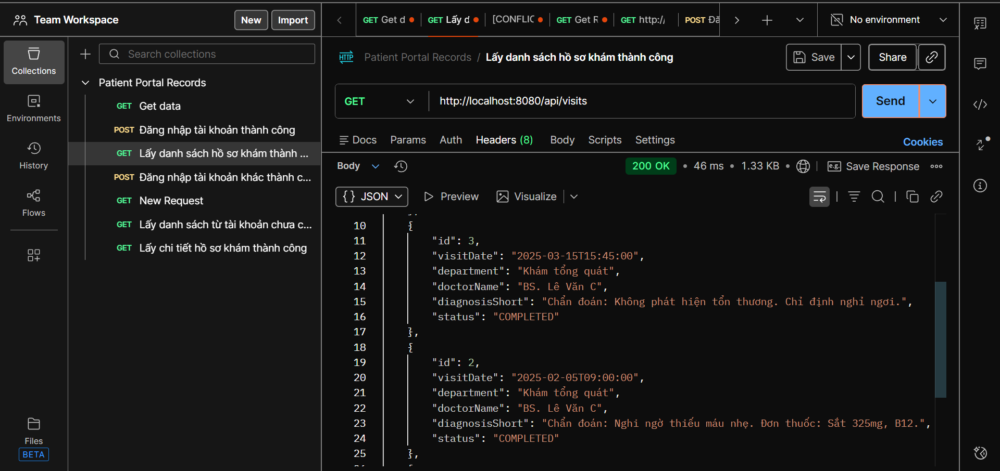 Team Workspace
New
Import
GET Get d
GET Lấy d
[CONFLIC
GET Get R
GET http://
POST Đă
No environment
Collections
Environments
History
Flows
Files
BETA
Search collections
Patient Portal Records
GET Get data
POST Đăng nhập tài khoản thành công
GET Lấy danh sách hồ sơ khám thành ...
POST Đăng nhập tài khoản khác thành c...
GET New Request
GET Lấy danh sách từ tài khoản chưa c...
GET Lấy chi tiết hồ sơ khám thành công
HTTP Patient Portal Records / Lấy danh sách hồ sơ khám thành công
Save
Share
GET http://localhost:8080/api/visits
Send
Docs Params Auth Headers (8) Body Scripts Settings
Cookies
Body
200 OK • 46 ms • 1.33 KB •
e.g. Save Response
{} JSON
Preview
Visualize
10 {
11 "id": 3,
12 "visitDate": "2025-03-15T15:45:00",
13 "department": "Khám tổng quát",
14 "doctorName": "BS. Lê Văn C",
15 "diagnosisShort": "Chẩn đoán: Không phát hiện tổn thương. Chỉ định nghỉ ngơi.",
16 "status": "COMPLETED"
17 },
18 {
19 "id": 2,
20 "visitDate": "2025-02-05T09:00:00",
21 "department": "Khám tổng quát",
22 "doctorName": "BS. Lê Văn C",
23 "diagnosisShort": "Chẩn đoán: Nghi ngờ thiếu máu nhẹ. Đơn thuốc: Sắt 325mg, B12.",
24 "status": "COMPLETED"
25 },